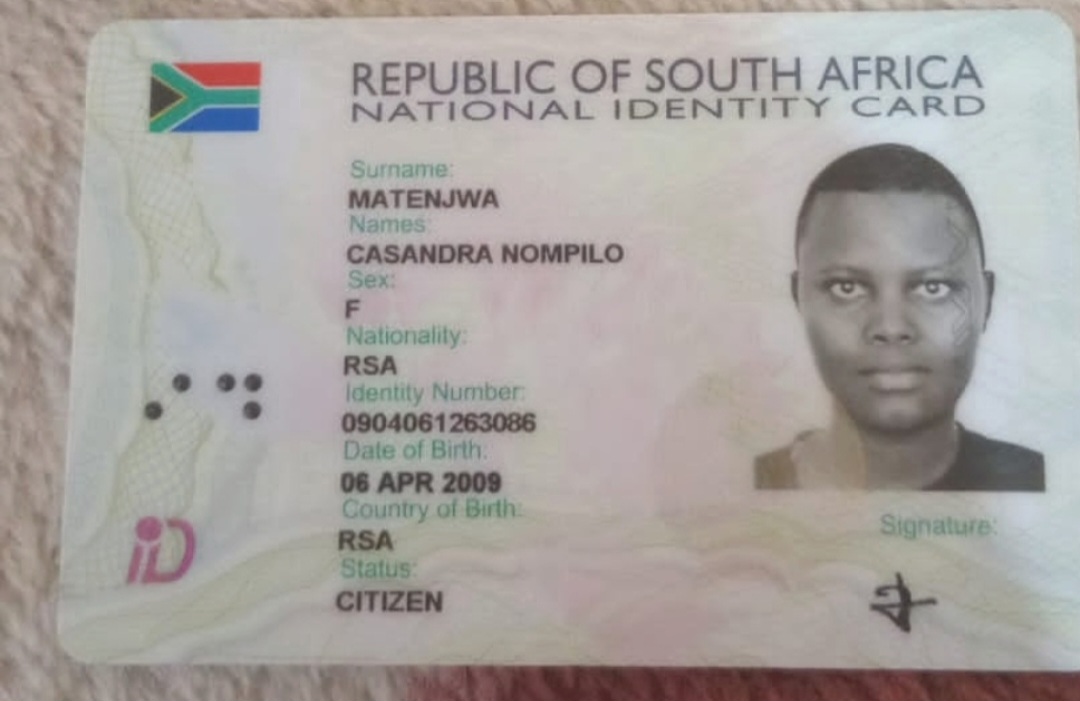 REPUBLIC OF SOUTH AFRICA
NATIONAL IDENTITY CARD
Surname:
MATENJWA
Names:
CASANDRA NOMPILO
Sex:
F
Nationality:
RSA
Identity Number:
0904061263086
Date of Birth:
06 APR 2009
Country of Birth:
RSA
Status:
CITIZEN
Signature:
iD